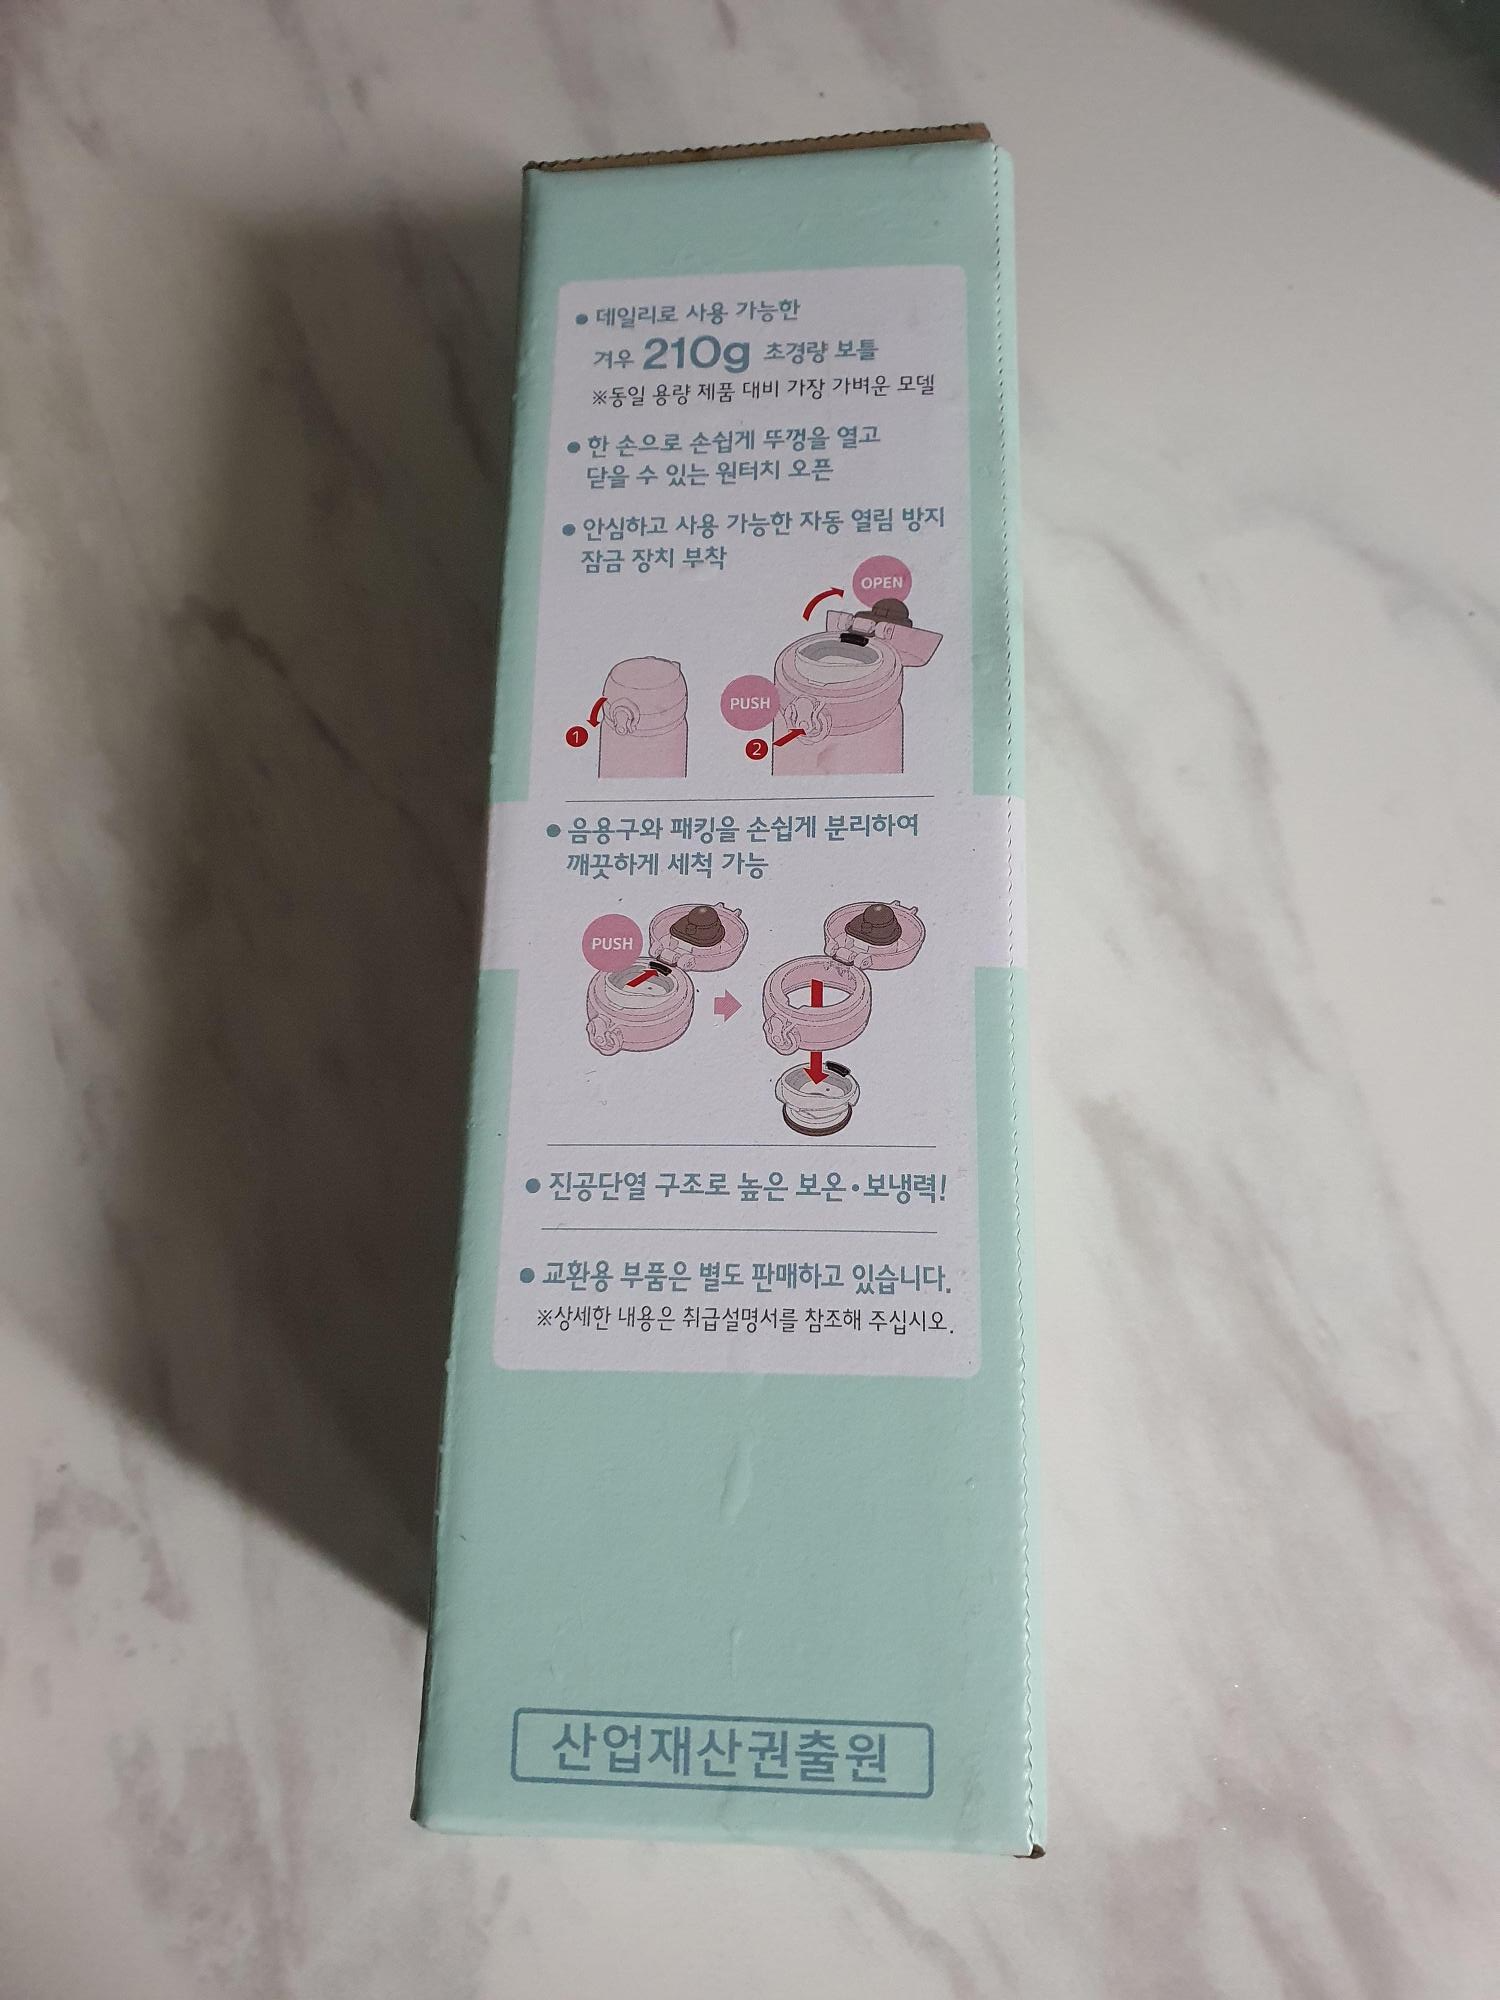 ● 데일리로 사용 가능한
겨우 210g 초경량 보틀
※동일 용량 제품 대비 가장 가벼운 모델
● 한 손으로 손쉽게 뚜껑을 열고
닫을 수 있는 원터치 오픈
● 안심하고 사용 가능한 자동 열림 방지
잠금 장치 부착
OPEN
PUSH
1
2
● 음용구와 패킹을 손쉽게 분리하여
깨끗하게 세척 가능
PUSH
● 진공단열 구조로 높은 보온•보냉력!
● 교환용 부품은 별도 판매하고 있습니다.
※상세한 내용은 취급설명서를 참조해 주십시오.
산업재산권출원